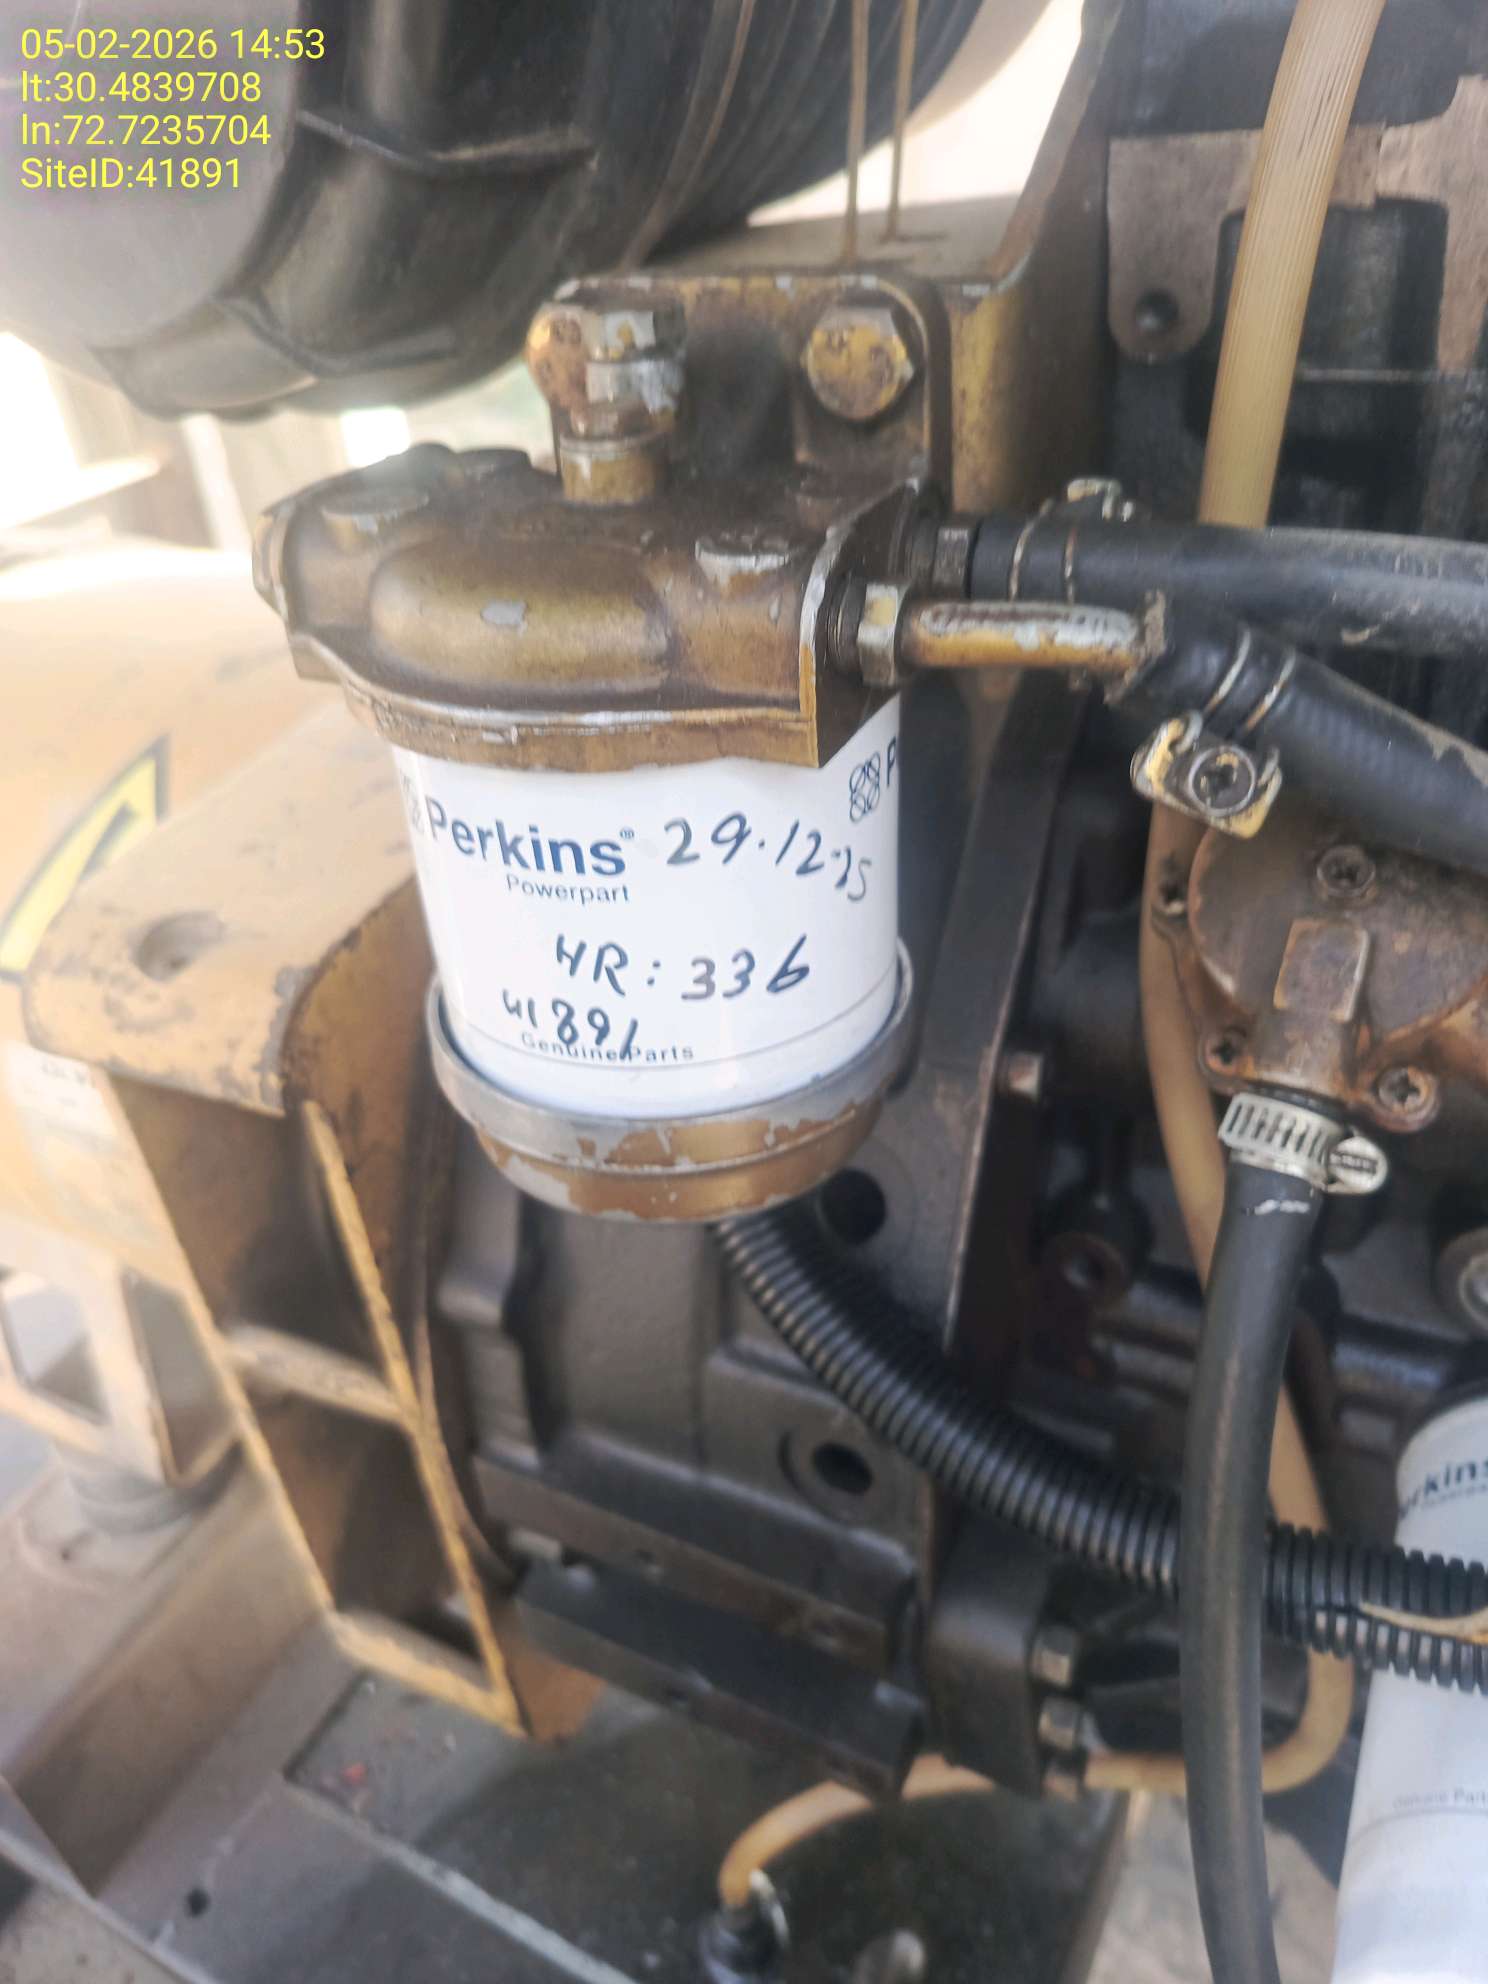 05-02-2026 14:53
lt:30.4839708
ln:72.7235704
SiteID:41891
Perkins® 29.12.25
Powerpart
HR: 336
41891
Genuine Parts